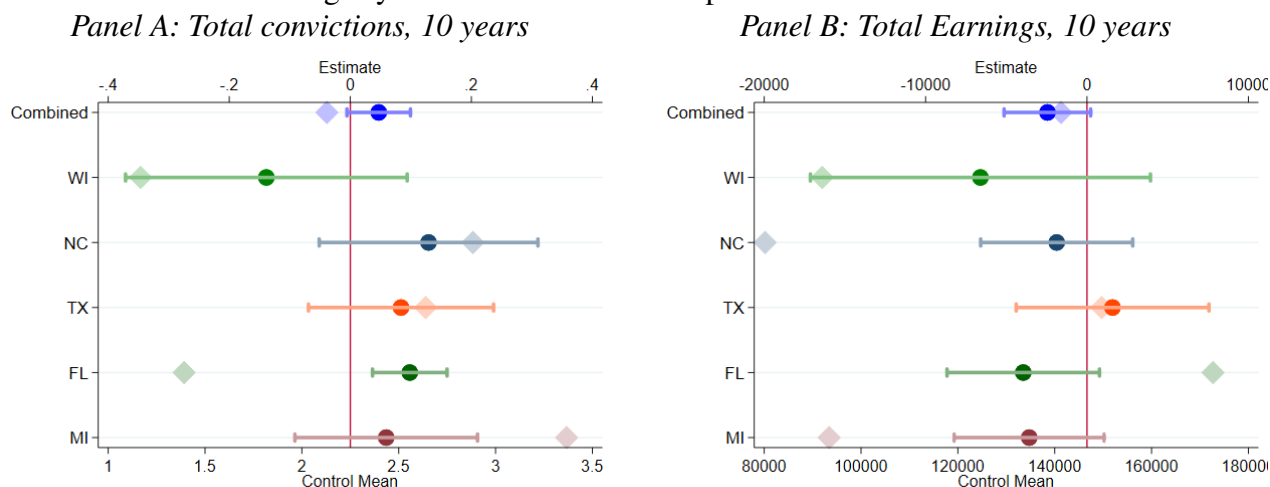 Panel A: Total convictions, 10 years
Estimate
-.4 -.2 0 .2 .4
Combined
WI
NC
TX
FL
MI
1 1.5 2 2.5 3 3.5
Control Mean
Panel B: Total Earnings, 10 years
Estimate
-20000 -10000 0 1000
Combined
WI
NC
TX
FL
MI
80000 100000 120000 140000 160000 18000
Control Mean